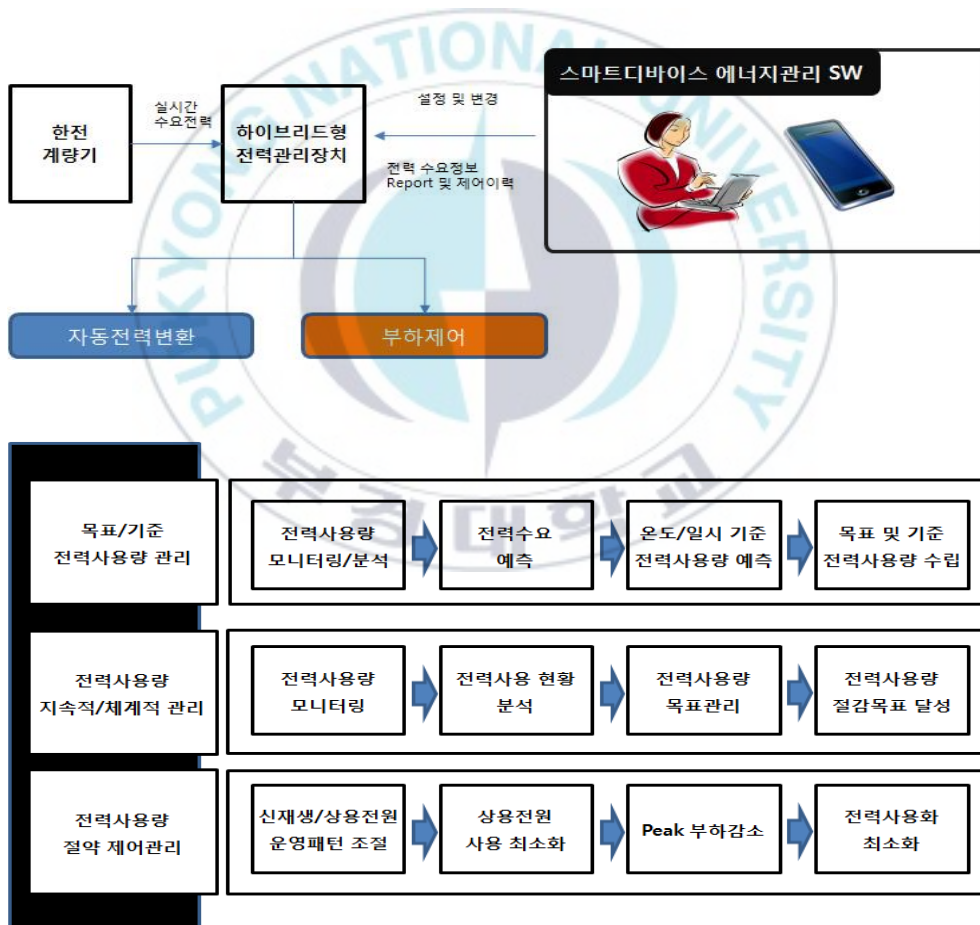 스마트디바이스 에너지관리 SW
한전
계량기
실시간
수요전력
하이브리드형
전력관리장치
설정 및 변경
전력 수요정보
Report 및 제어이력
자동전력변환
부하제어
PUKYONG NATIONAL UNIVERSITY
부경대학교
목표/기준
전력사용량 관리
전력사용량
모니터링/분석
전력수요
예측
온도/일시 기준
전력사용량 예측
목표 및 기준
전력사용량 수립
전력사용량
지속적/체계적 관리
전력사용량
모니터링
전력사용 현황
분석
전력사용량
목표관리
전력사용량
절감목표 달성
전력사용량
절약 제어관리
신재생/상용전원
운영패턴 조절
상용전원
사용 최소화
Peak 부하감소
전력사용화
최소화